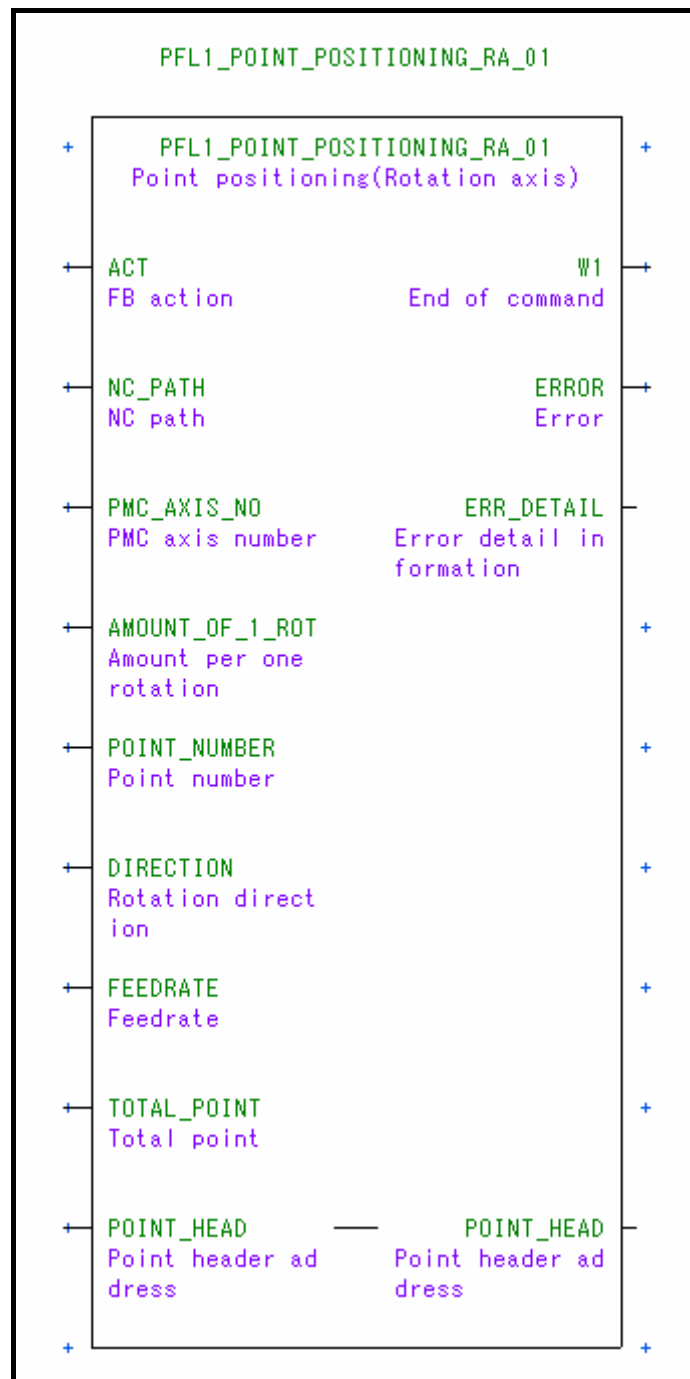 PFL1_POINT_POSITIONING_RA_01
PFL1_POINT_POSITIONING_RA_01
Point positioning(Rotation axis)
ACT W1
FB action End of command
NC_PATH ERROR
NC path Error
PMC_AXIS_NO ERR_DETAIL
PMC axis number Error detail in
formation
AMOUNT_OF_1_ROT
Amount per one
rotation
POINT_NUMBER
Point number
DIRECTION
Rotation direct
ion
FEEDRATE
Feedrate
TOTAL_POINT
Total point
POINT_HEAD POINT_HEAD
Point header ad Point header ad
dress dress